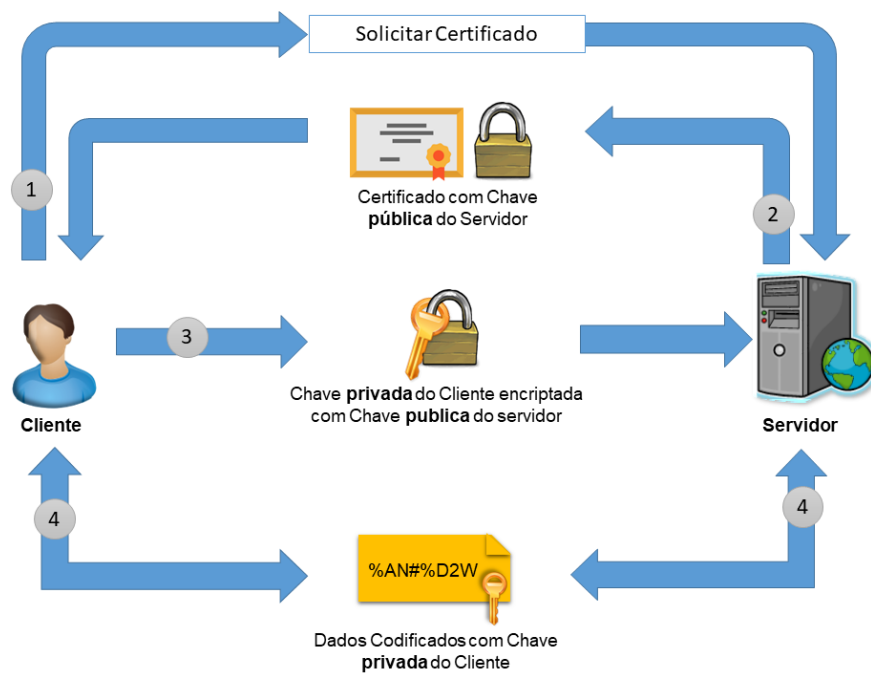 Solicitar Certificado
1
Certificado com Chave
pública do Servidor
2
3
Chave privada do Cliente encriptada
com Chave publica do servidor
Cliente
Servidor
4
4
%AN#%D2W
Dados Codificados com Chave
privada do Cliente